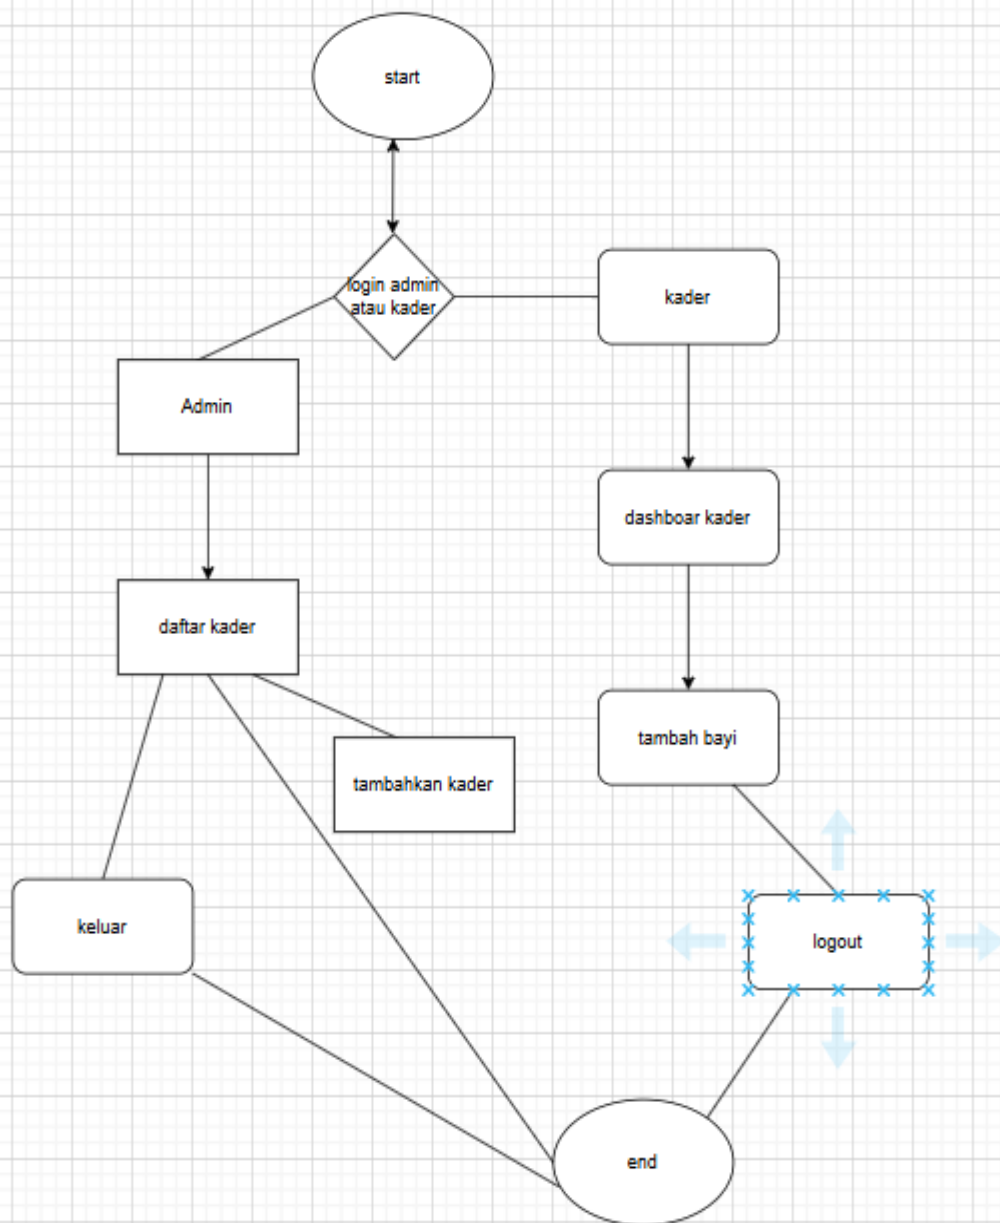 start
login admin
atau kader
kader
Admin
dashboar kader
daftar kader
tambah bayi
tambahkan kader
keluar
logout
end